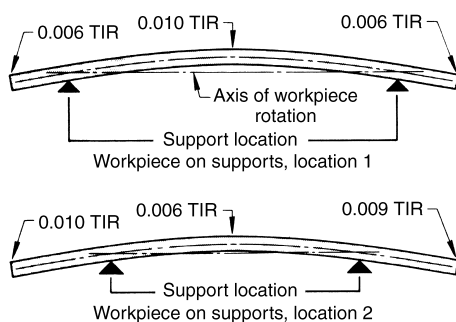 0.006 TIR
0.010 TIR
0.006 TIR
Axis of workpiece
rotation
Support location
Workpiece on supports, location 1
0.010 TIR
0.006 TIR
0.009 TIR
Support location
Workpiece on supports, location 2